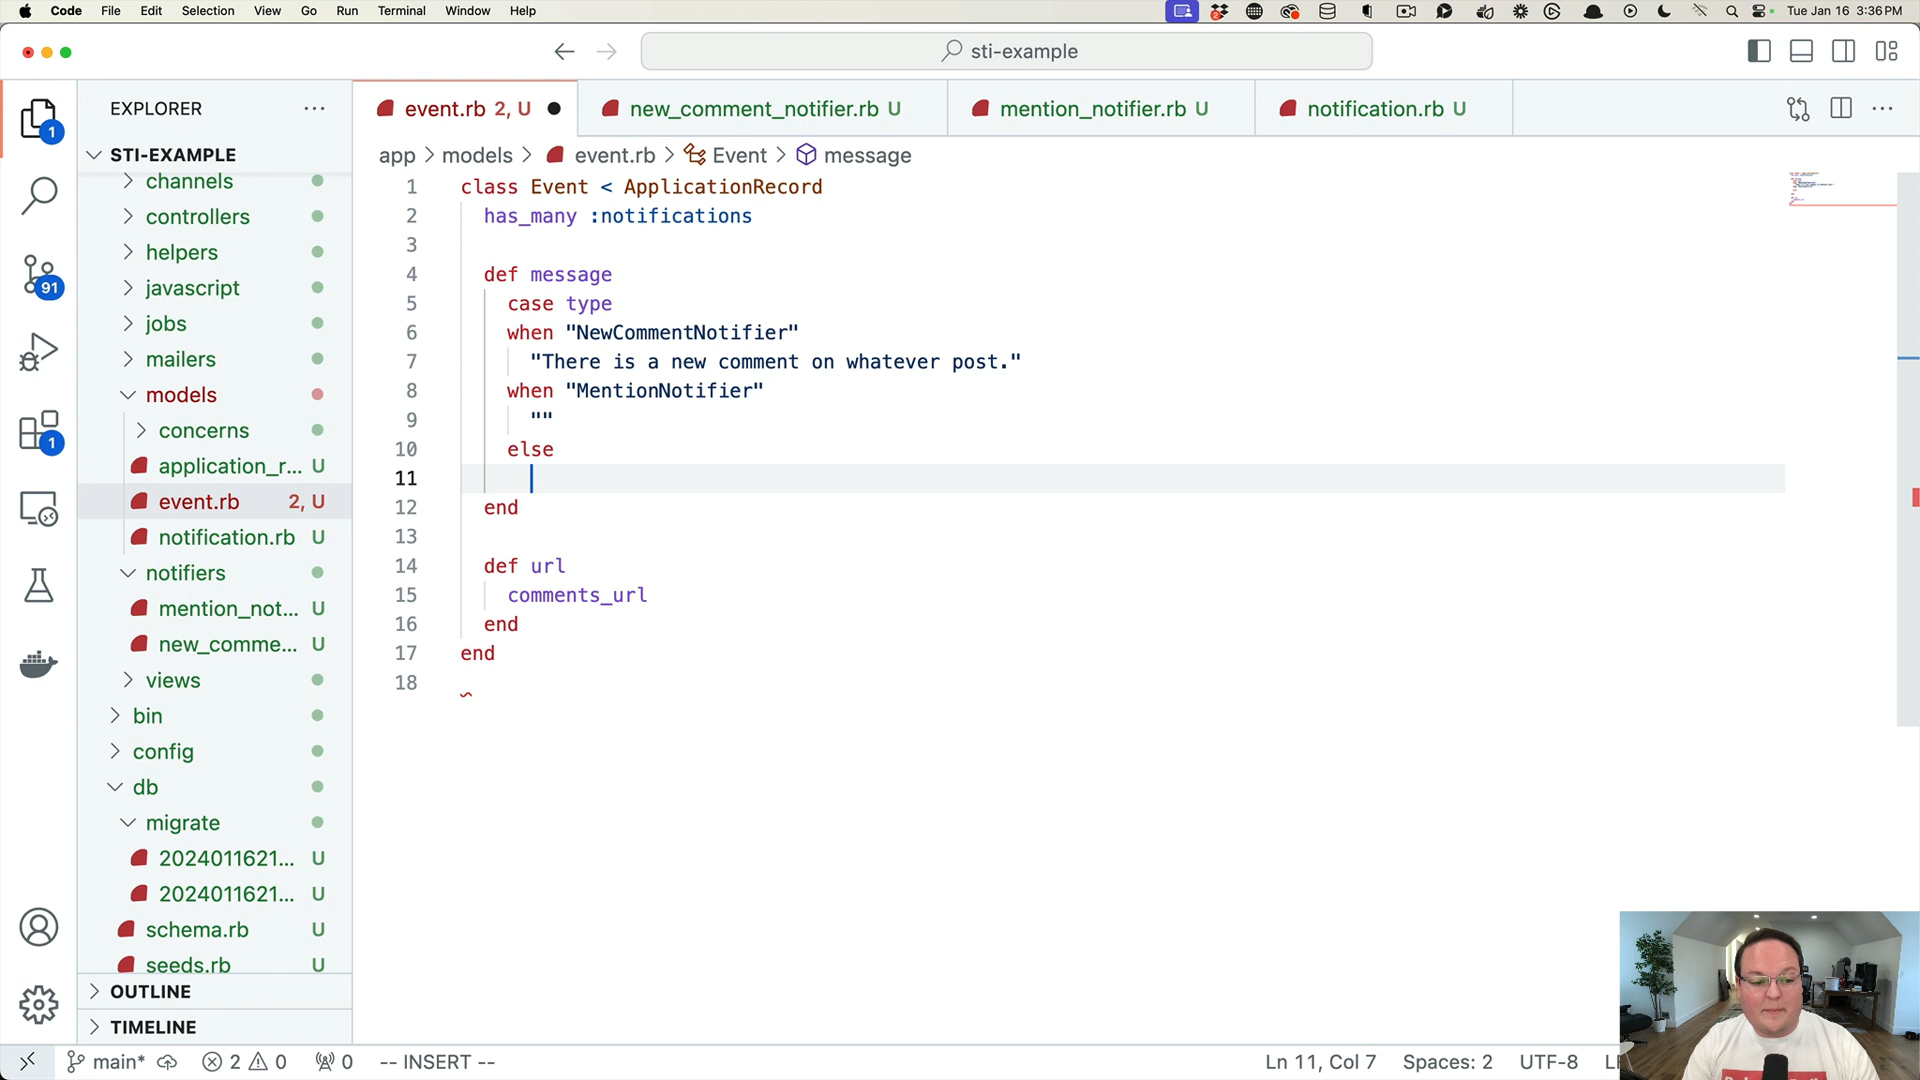 Code File Edit Selection View Go Run Terminal Window Help
2
Tue Jan 16 3:36 PM
sti-example
EXPLORER
event.rb 2, U
new_comment_notifier.rb U
mention_notifier.rb U
notification.rb U
STI-EXAMPLE
app models event.rb Event message
channels
controllers
helpers
javascript
jobs
mailers
models
concerns
application_r... U
event.rb 2, U
notification.rb U
notifiers
mention_not... U
new_comme... U
views
bin
config
db
migrate
2024011621... U
2024011621... U
schema.rb U
seeds.rb U
OUTLINE
TIMELINE
1
91
1
1 class Event < ApplicationRecord
2 has_many :notifications
3
4 def message
5 case type
6 when "NewCommentNotifier"
7 "There is a new comment on whatever post."
8 when "MentionNotifier"
9 ""
10 else
11
12 end
13
14 def url
15 comments_url
16 end
17 end
18
main* 2 0 0 -- INSERT --
Ln 11, Col 7 Spaces: 2 UTF-8